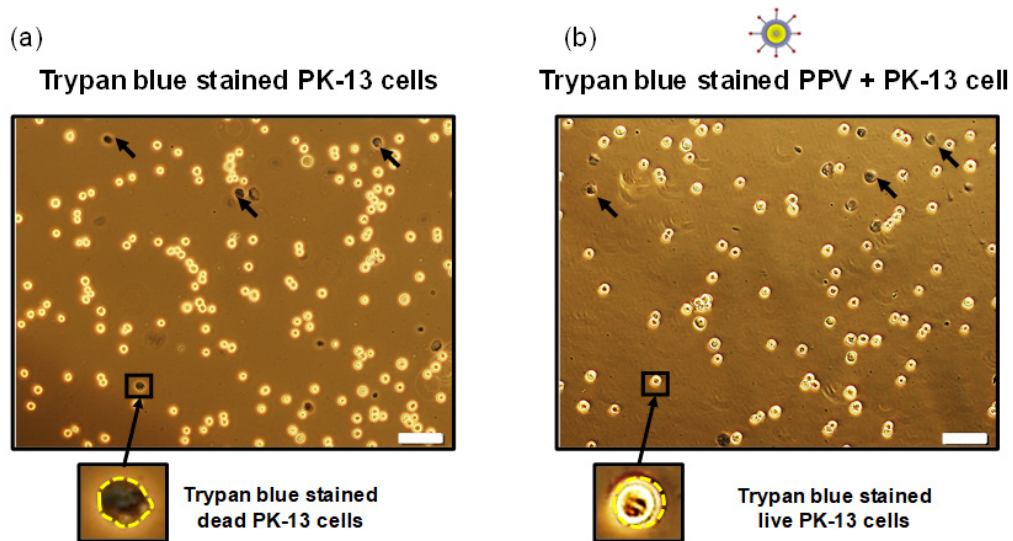 (a)
Trypan blue stained PK-13 cells
(b)
Trypan blue stained PPV + PK-13 cell
Trypan blue stained
dead PK-13 cells
Trypan blue stained
live PK-13 cells